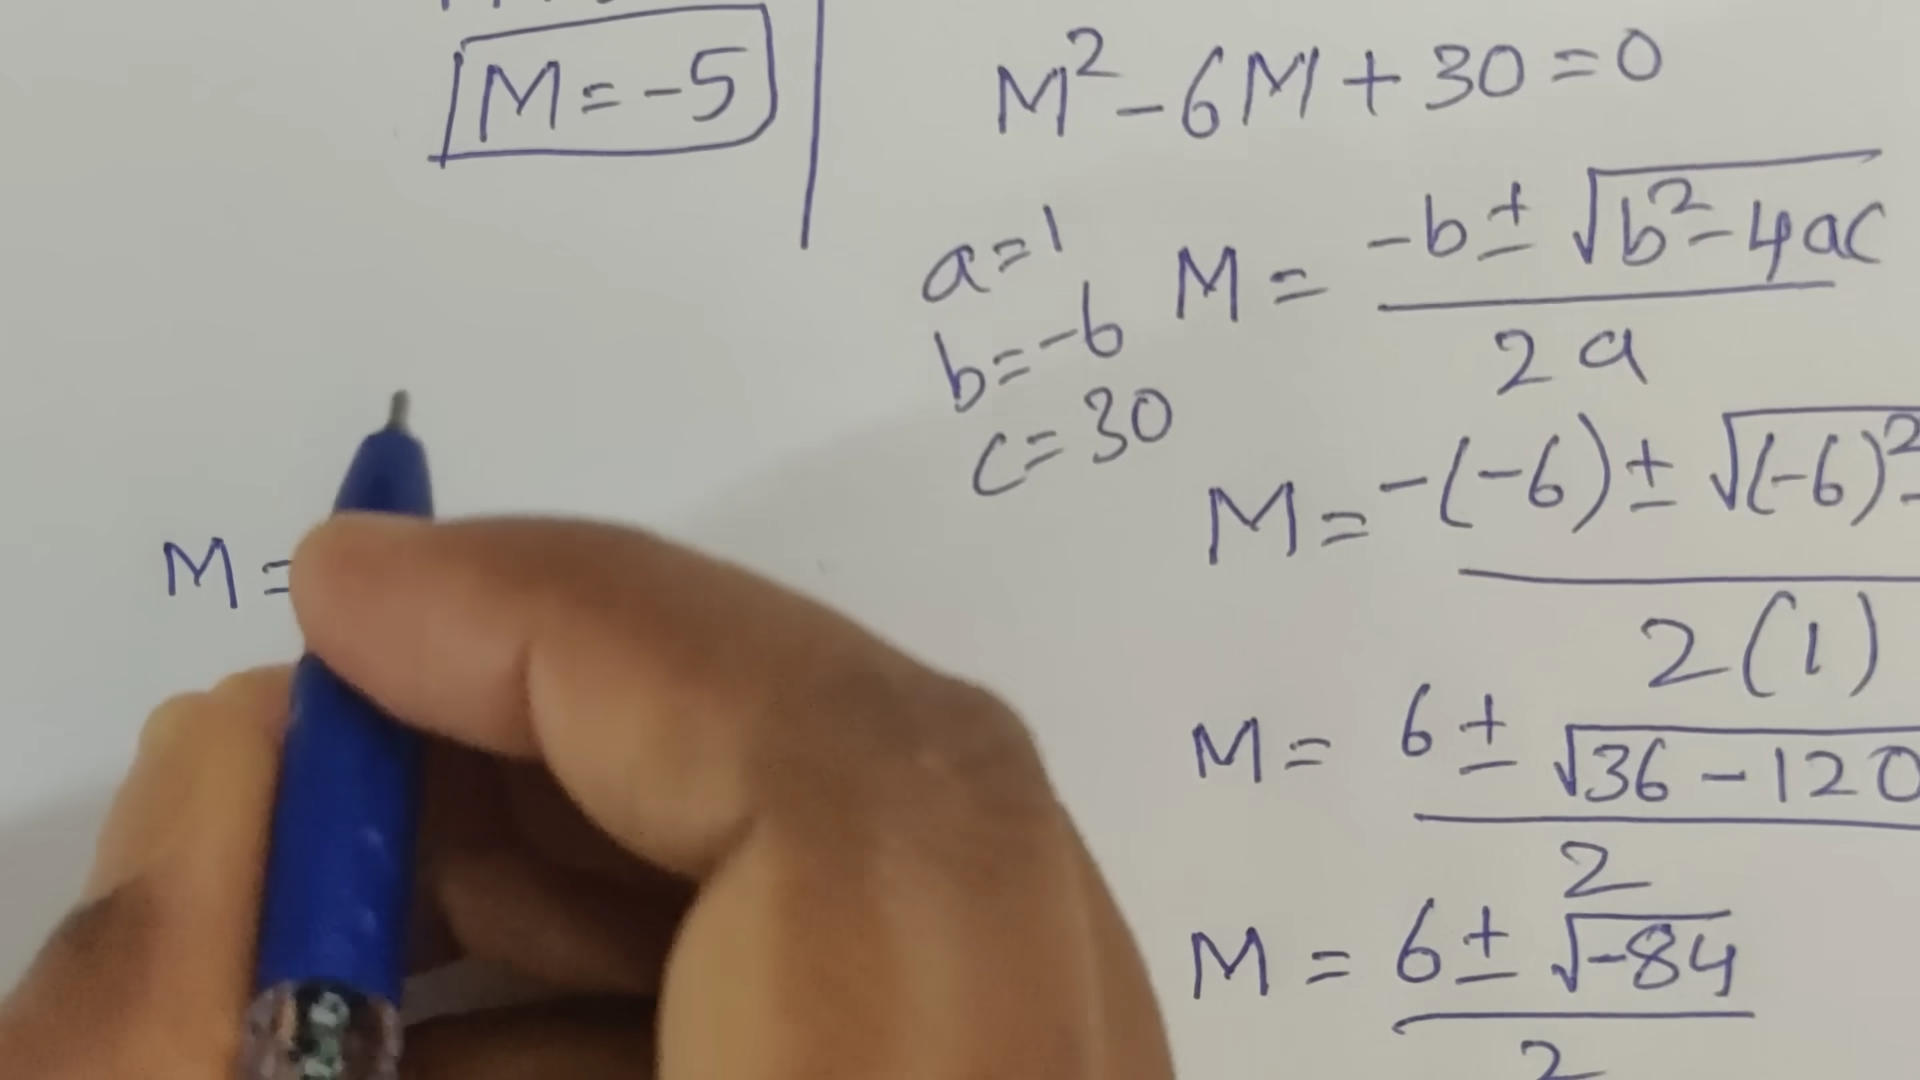 M = -5
M =
M² - 6M + 30 = 0
a = 1
b = -6
c = 30
M = (-b ± √(b² - 4ac)) / 2a
M = -(-6) ± √(-6)² -
2(1)
M = (6 ± √(36 - 120)) / 2
M = (6 ± √-84) / 2